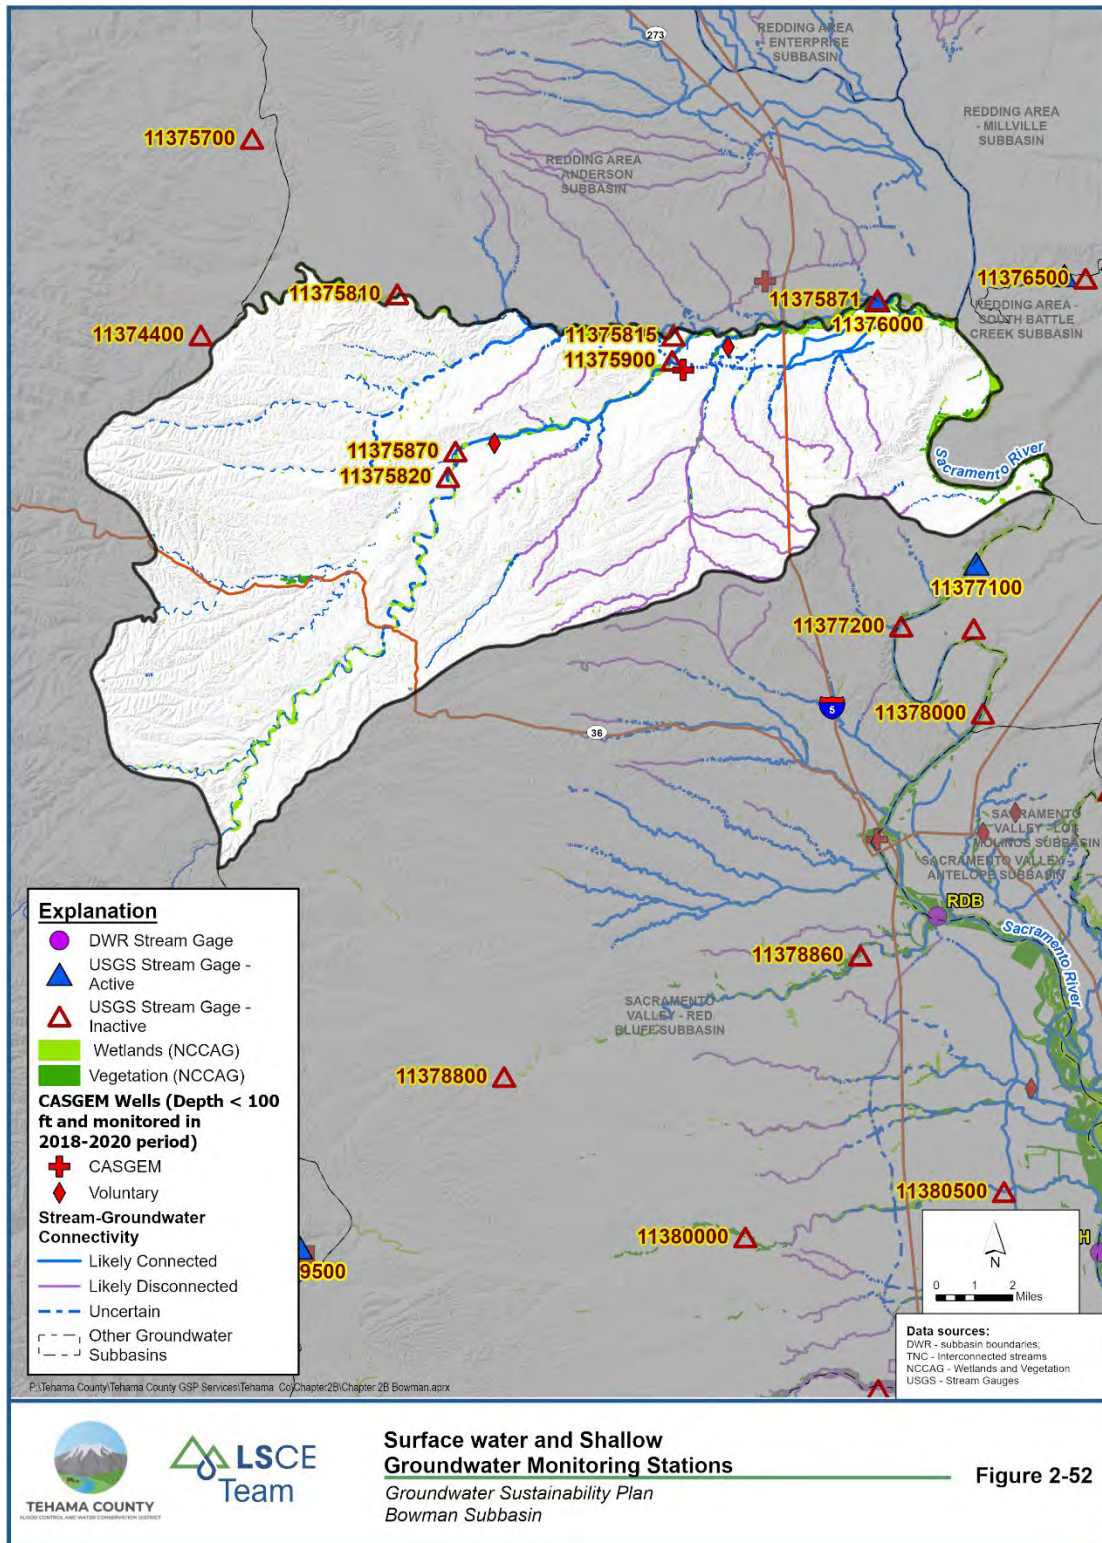 273
REDDING AREA
ENTERPRISE
SUBBASIN
REDDING AREA
- MILLVILLE
SUBBASIN
11375700
REDDING AREA
ANDERSON
SUBBASIN
11376500
11375810
11375871
11376000
REDDING AREA -
SOUTH BATTLE
CREEK SUBBASIN
11374400
11375815
11375900
11375870
11375820
Sacramento River
11377100
11377200
5
11378000
36
SACRAMENTO
VALLEY - LOS
MOLINOS SUBBASIN
SACRAMENTO VALLEY
ANTELOPE SUBBASIN
RDB
Sacramento River
11378860
SACRAMENTO
VALLEY - RED
BLUFF SUBBASIN
11378800
11380500
11380000
H
9500
Explanation
DWR Stream Gage
USGS Stream Gage -
Active
USGS Stream Gage -
Inactive
Wetlands (NCCAG)
Vegetation (NCCAG)
CASGEM Wells (Depth < 100
ft and monitored in
2018-2020 period)
CASGEM
Voluntary
Stream-Groundwater
Connectivity
Likely Connected
Likely Disconnected
Uncertain
Other Groundwater
Subbasins
N
0 1 2
Miles
Data sources:
DWR - subbasin boundaries;
TNC - Interconnected streams
NCCAG - Wetlands and Vegetation
USGS - Stream Gauges
P:\Tehama County\Tehama County GSP Services\Tehama_Co\Chapter2B\Chapter 2B Bowman.aprx
TEHAMA COUNTY
FLOOD CONTROL AND WATER CONSERVATION DISTRICT
LSCE
Team
Surface water and Shallow
Groundwater Monitoring Stations
Groundwater Sustainability Plan
Bowman Subbasin
Figure 2-52